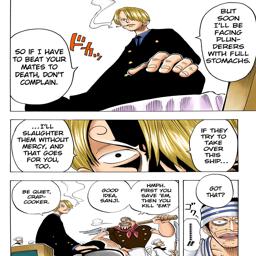 BUT
SOON
I'LL BE
FACING
PLUN-
DERERS
WITH FULL
STOMACHS.
SO IF I HAVE
TO BEAT YOUR
MATES TO
DEATH, DON'T
COMPLAIN.
IF THEY
TRY TO
TAKE
OVER
THIS
SHIP...
...I'LL
SLAUGHTER
THEM WITHOUT
MERCY, AND
THAT GOES
FOR YOU,
TOO.
GOT
THAT?
HMPH.
FIRST YOU
SAVE 'EM,
THEN YOU
KILL 'EM?
GOOD
IDEA,
SANJI.
BE QUIET,
CRAP-
COOKER.